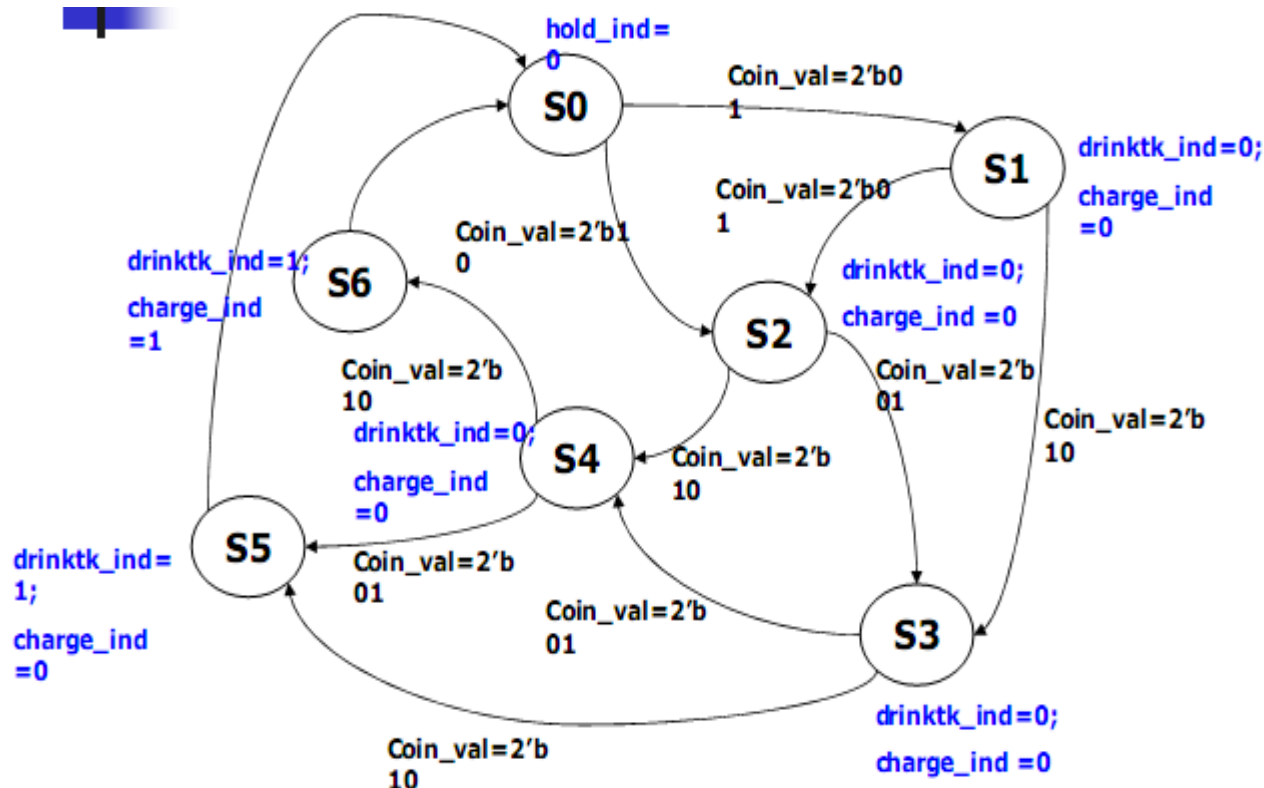 hold_ind=
0
S0
Coin_val=2’b0
1
S1
drinktk_ind=0;
charge_ind
=0
Coin_val=2’b0
1
Coin_val=2’b1
0
drinktk_ind=1;
charge_ind
=1
S6
drinktk_ind=0;
charge_ind =0
S2
Coin_val=2’b
10
Coin_val=2’b
01
Coin_val=2’b
10
drinktk_ind=0;
charge_ind
=0
S4
Coin_val=2’b
10
S5
drinktk_ind=
1;
charge_ind
=0
Coin_val=2’b
01
Coin_val=2’b
01
S3
drinktk_ind=0;
charge_ind =0
Coin_val=2’b
10